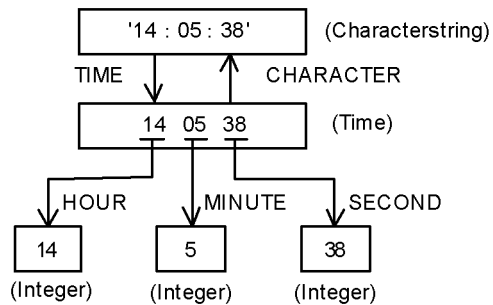 '14 : 05 : 38' (Characterstring)
TIME CHARACTER
14 05 38 (Time)
HOUR MINUTE SECOND
14 5 38
(Integer) (Integer) (Integer)